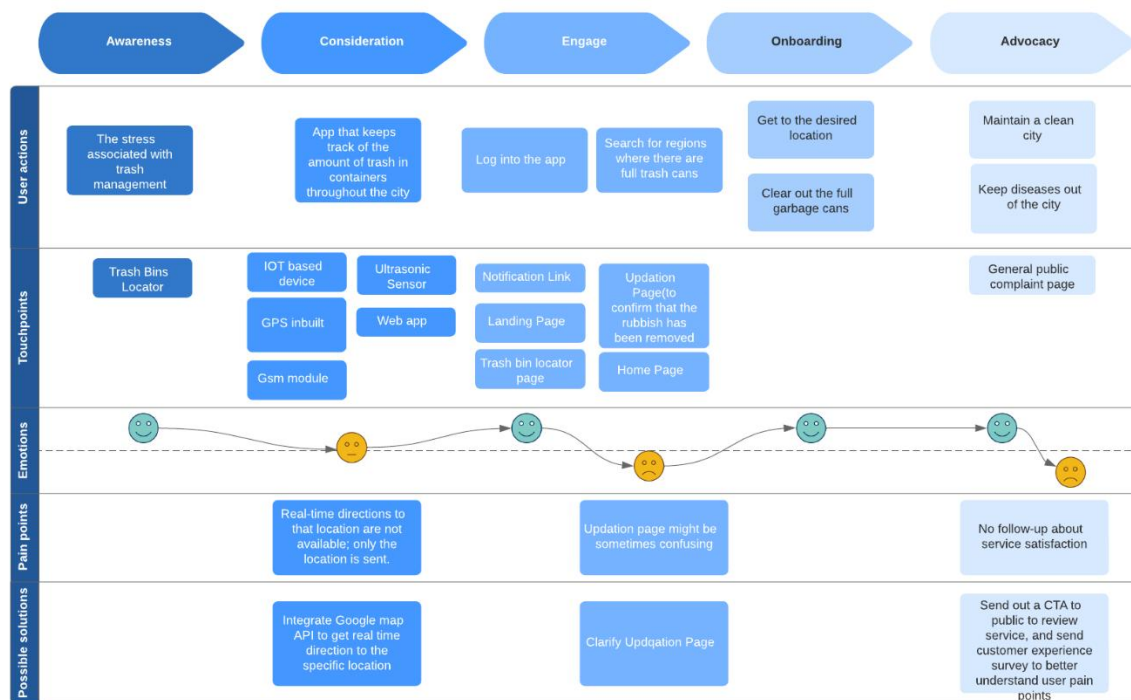 Awareness
Consideration
Engage
Onboarding
Advocacy
User actions
The stress
associated with
trash
management
App that keeps
track of the
amount of trash in
containers
throughout the city
Log into the app
Search for regions
where there are
full trash cans
Get to the desired
location
Clear out the full
garbage cans
Maintain a clean
city
Keep diseases out
of the city
Touchpoints
Trash Bins
Locator
IOT based
device
Ultrasonic
Sensor
GPS inbuilt
Web app
Gsm module
Notification Link
Landing Page
Trash bin locator
page
Updation
Page(to
confirm that the
rubbish has
been removed
Home Page
General public
complaint page
Emotions
Pain points
Real-time directions to
that location are not
available; only the
location is sent.
Updation page might be
sometimes confusing
No follow-up about
service satisfaction
Possible solutions
Integrate Google map
API to get real time
direction to the
specific location
Clarify Updqation Page
Send out a CTA to
public to review
service, and send
customer experience
survey to better
understand user pain
points